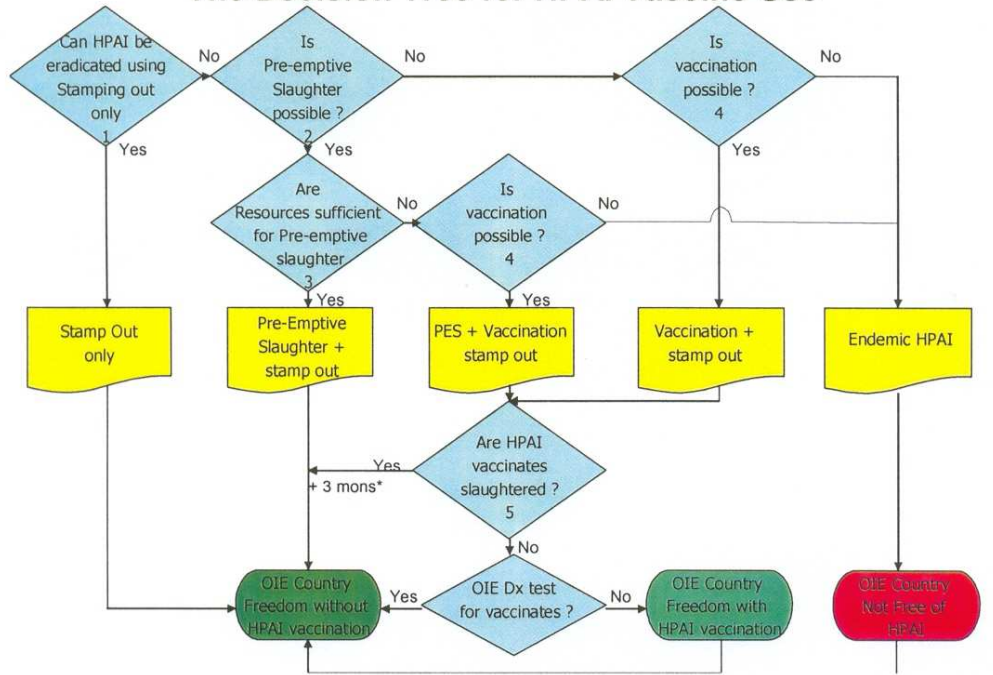 Can HPAI be
eradicated using
Stamping out
only
1
No
Is
Pre-emptive
Slaughter
possible ?
2
No
Is
vaccination
possible ?
4
No
Yes
Yes
Yes
Are
Resources sufficient
for Pre-emptive
slaughter
3
No
Is
vaccination
possible ?
4
No
Yes
Yes
Stamp Out
only
Pre-Emptive
Slaughter +
stamp out
PES + Vaccination
stamp out
Vaccination +
stamp out
Endemic HPAI
Are HPAI
vaccinates
slaughtered ?
5
Yes
+ 3 mons*
No
OIE Country
Freedom without
HPAI vaccination
Yes
OIE Dx test
for vaccinates ?
No
OIE Country
Freedom with
HPAI vaccination
OIE Country
Not Free of
HPAI